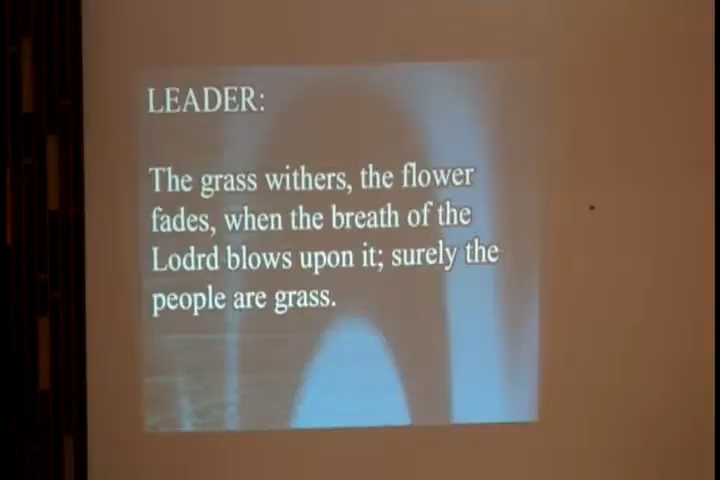 LEADER:
The grass withers, the flower
fades, when the breath of the
Lodrd blows upon it; surely the
people are grass.